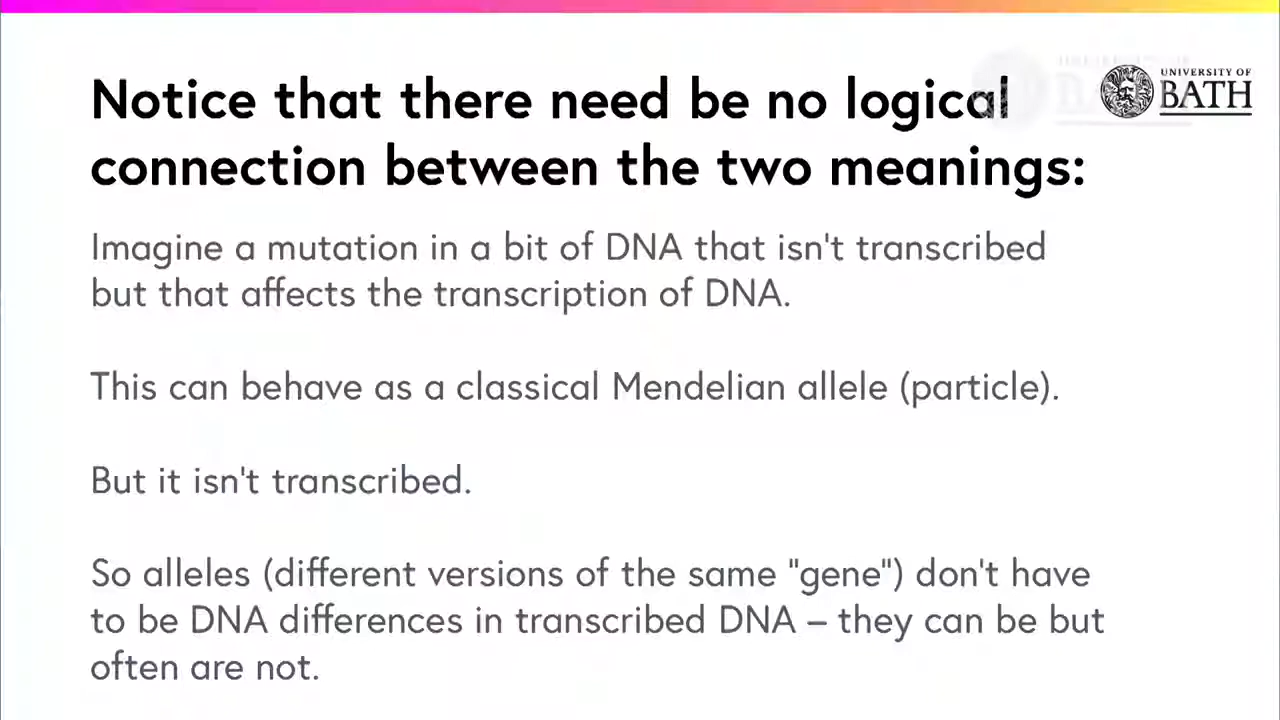 UNIVERSITY OF
BATH
Notice that there need be no logical
connection between the two meanings:
Imagine a mutation in a bit of DNA that isn't transcribed
but that affects the transcription of DNA.
This can behave as a classical Mendelian allele (particle).
But it isn't transcribed.
So alleles (different versions of the same "gene") don't have
to be DNA differences in transcribed DNA – they can be but
often are not.